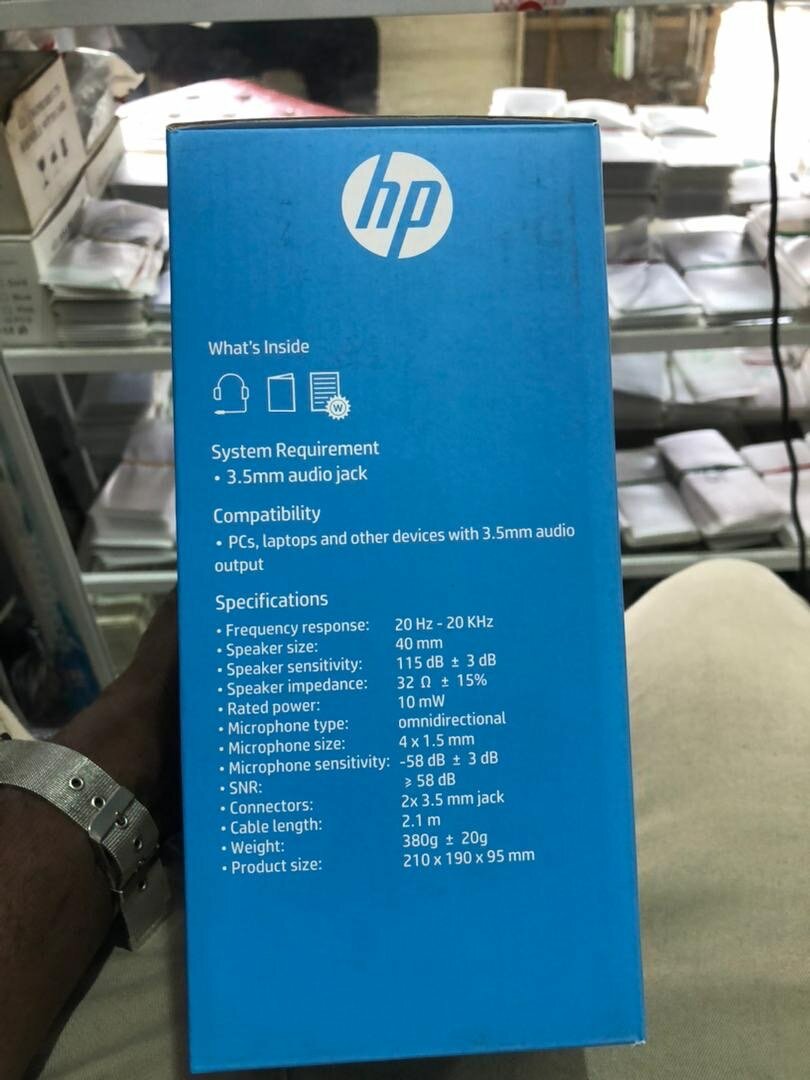 hp
What's Inside
W
System Requirement
• 3.5mm audio jack
Compatibility
• PCs, laptops and other devices with 3.5mm audio
output
Specifications
• Frequency response: 20 Hz - 20 KHz
• Speaker size: 40 mm
• Speaker sensitivity: 115 dB ± 3 dB
• Speaker impedance: 32 Ω ± 15%
• Rated power: 10 mW
• Microphone type: omnidirectional
• Microphone size: 4 x 1.5 mm
• Microphone sensitivity: -58 dB ± 3 dB
• SNR: ≥ 58 dB
• Connectors: 2x 3.5 mm jack
• Cable length: 2.1 m
• Weight: 380g ± 20g
• Product size: 210 x 190 x 95 mm